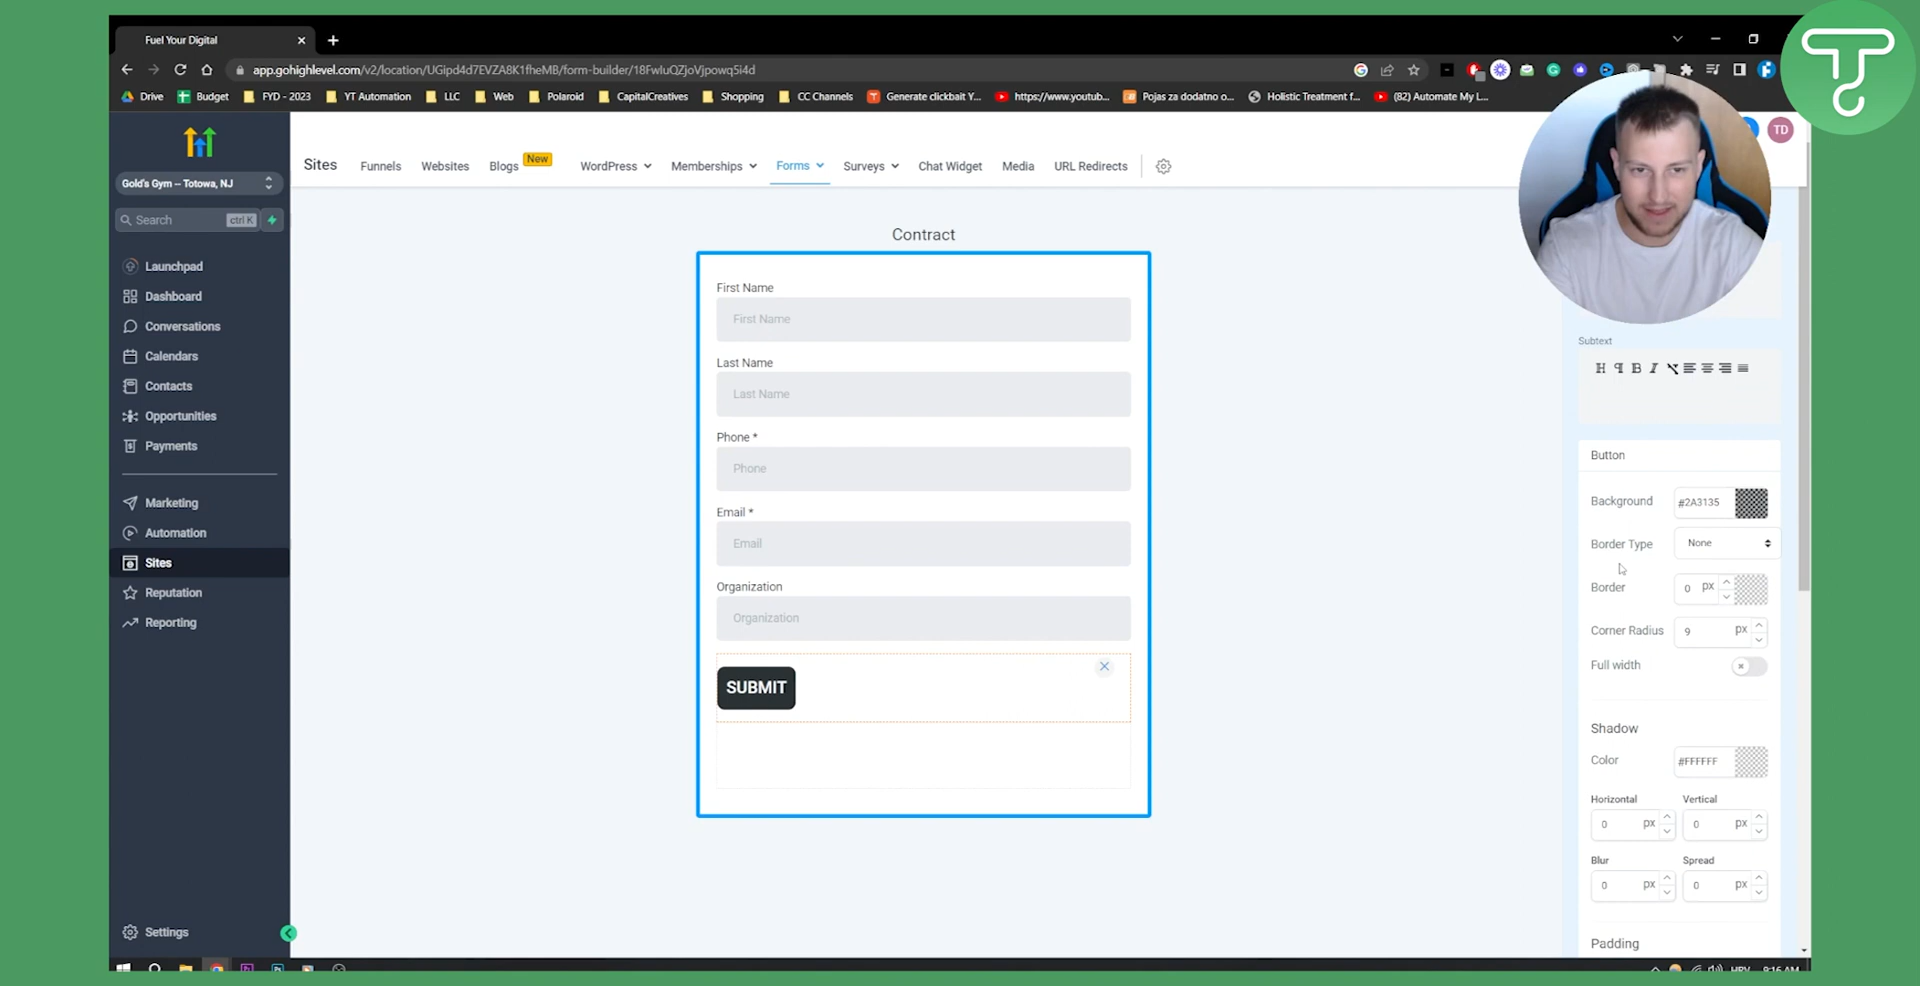 Fuel Your Digital
app.gohighlevel.com/v2/location/UGipd4d7EVZA8K1fheMB/form-builder/18FwIuQZjoVjpowq5i4d
Drive Budget FYD - 2023 YT Automation LLC Web Polaroid CapitalCreatives Shopping CC Channels Generate clickbait Y... https://www.youtub... Pojas za dodatno o... Holistic Treatment f... (82) Automate My L...
TD
Sites Funnels Websites Blogs New WordPress Memberships Forms Surveys Chat Widget Media URL Redirects
Gold's Gym -- Totowa, NJ
Search ctrl K
Launchpad
Dashboard
Conversations
Calendars
Contacts
Opportunities
Payments
Marketing
Automation
Sites
Reputation
Reporting
Settings
Contract
First Name
First Name
Last Name
Last Name
Phone *
Phone
Email *
Email
Organization
Organization
SUBMIT
Subtext
H ¶ B I
Button
Background #2A3135
Border Type None
Border 0 px
Corner Radius 9 px
Full width
Shadow
Color #FFFFFF
Horizontal Vertical
0 px 0 px
Blur Spread
0 px 0 px
Padding
HRV 9:16 AM